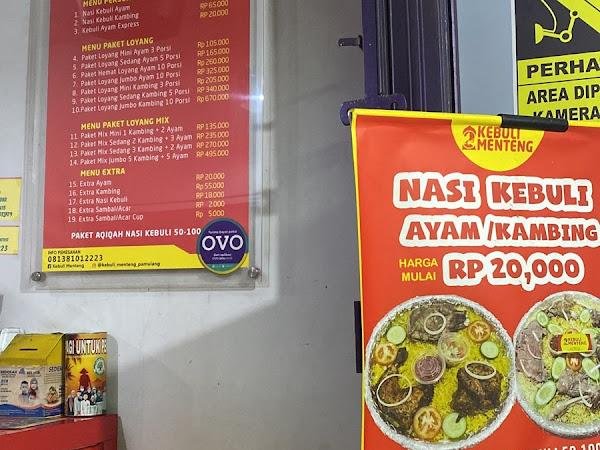 1. Nasi Kebuli Ayam
2. Nasi Kebuli Kambing RP 65.000
3. Kebuli Ayam Express RP 20.000
MENU PAKET LOYANG
4. Paket Loyang Mini Ayam 3 Porsi RP 105.000
5. Paket Loyang Sedang Ayam 5 Porsi RP 165.000
6. Paket Hemat Loyang Ayam 10 Porsi RP 260.000
7. Paket Loyang Jumbo Ayam 10 Porsi RP 325.000
8. Paket Loyang Mini Kambing 3 Porsi RP 205.000
9. Paket Loyang Sedang Kambing 5 Porsi RP 340.000
10. Paket Loyang Jumbo Kambing 10 Porsi RP 670.000
MENU PAKET LOYANG MIX
11. Paket Mix Mini 1 Kambing + 2 Ayam RP 135.000
12. Paket Mix Sedang 2 Kambing + 3 Ayam RP 235.000
13. Paket Mix Sedang 3 Kambing + 2 Ayam RP 270.000
14. Paket Mix Jumbo 5 Kambing + 5 Ayam RP 495.000
MENU EXTRA
15. Extra Ayam RP 20.000
16. Extra Kambing RP 55.000
17. Extra Nasi Kebuli RP 18.000
18. Extra Sambal/Acar RP 2.000
19. Extra Sambal/Acar Cup Rp 5.000
PAKET AQIQAH NASI KEBULI 50-100
INFO PEMESANAN
081381012223
Kebuli Menteng @kebuli_menteng_pamulang
OVO
PERHA
AREA DIP
KAMERA
KEBULI
MENTENG
NASI KEBULI
AYAM/KAMBING
HARGA
MULAI RP 20,000
AGI UNTUK PE